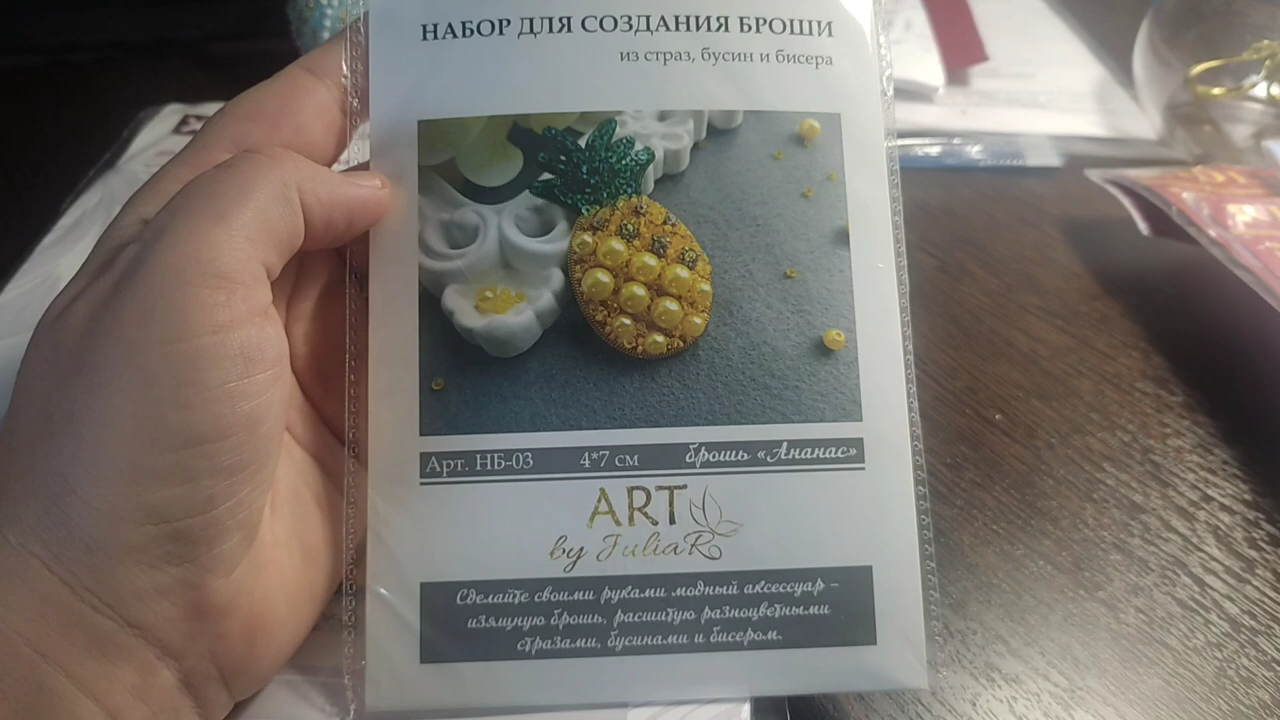 НАБОР ДЛЯ СОЗДАНИЯ БРОШИ
из страз, бусин и бисера
Арт. НБ-03 4*7 см брошь «Ананас»
ART
by JuliaR
Сделайте своими руками модный аксессуар –
изящную брошь, расшитую разноцветными
стразами, бусинами и бисером.